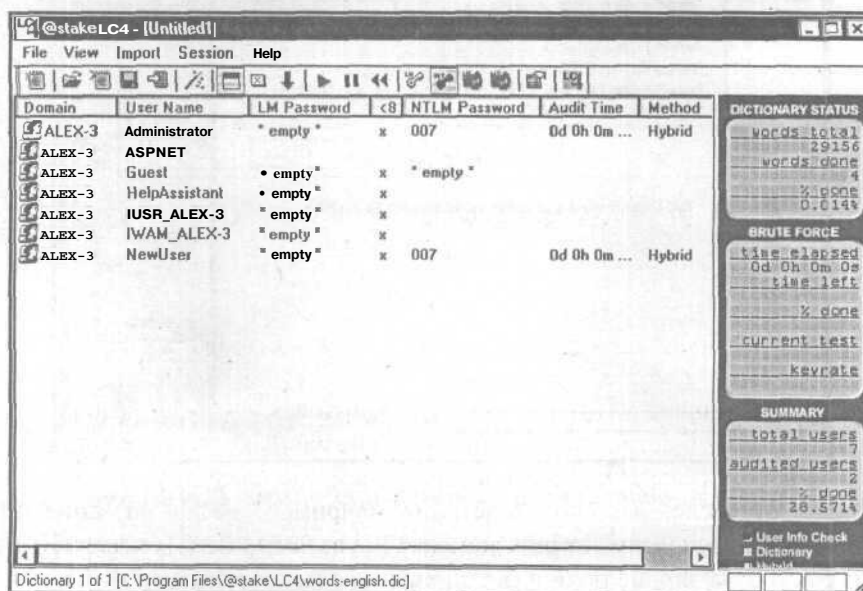 @stakeLC4 - [Untitled1]
File View Import Session Help
Domain User Name LM Password <8 NTLM Password Audit Time Method
ALEX-3 Administrator * empty * x 007 0d 0h 0m ... Hybrid
ALEX-3 ASPNET
ALEX-3 Guest • empty * x * empty *
ALEX-3 HelpAssistant • empty * x
ALEX-3 IUSR_ALEX-3 * empty * x
ALEX-3 IWAM_ALEX-3 * empty * x
ALEX-3 NewUser * empty * x 007 0d 0h 0m ... Hybrid
DICTIONARY STATUS
words total
29156
words done
4
% done
0.014%
BRUTE FORCE
time elapsed
0d 0h 0m 0s
time left
% done
current test
keyrate
SUMMARY
total users
7
audited users
2
% done
28.571%
User Info Check
Dictionary
Hybrid
Dictionary 1 of 1 [C:\Program Files\@stake\LC4\words-english.dic]